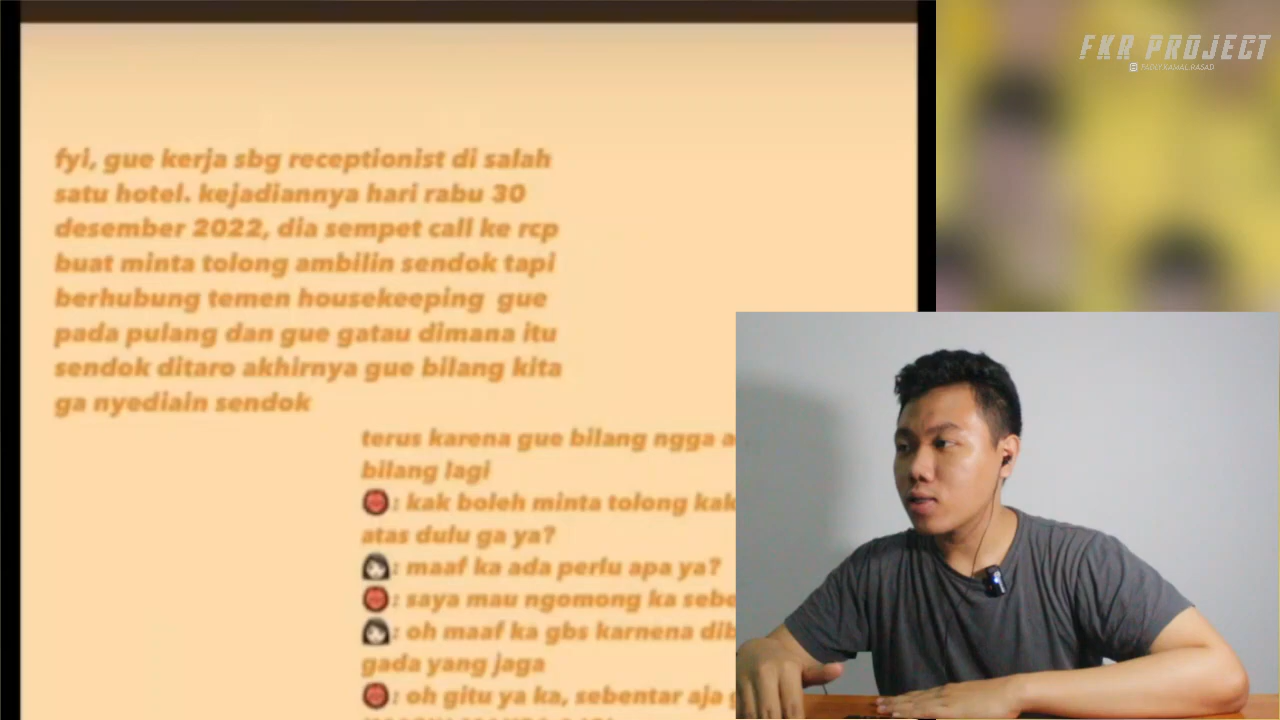 FKR PROJECT
fyi, gue kerja sbg receptionist di salah
satu hotel. kejadiannya hari rabu 30
desember 2022, dia sempet call ke rcp
buat minta tolong ambilin sendok tapi
berhubung temen housekeeping gue
pada pulang dan gue gatau dimana itu
sendok ditaro akhirnya gue bilang kita
ga nyediain sendok
terus karena gue bilang ngga
bilang lagi
: kak boleh minta tolong
atas dulu ga ya?
: maaf ka ada perlu apa ya?
: saya mau ngomong ka
: oh maaf ka gbs karnena
gada yang jaga
: oh gitu ya ka, sebentar aja